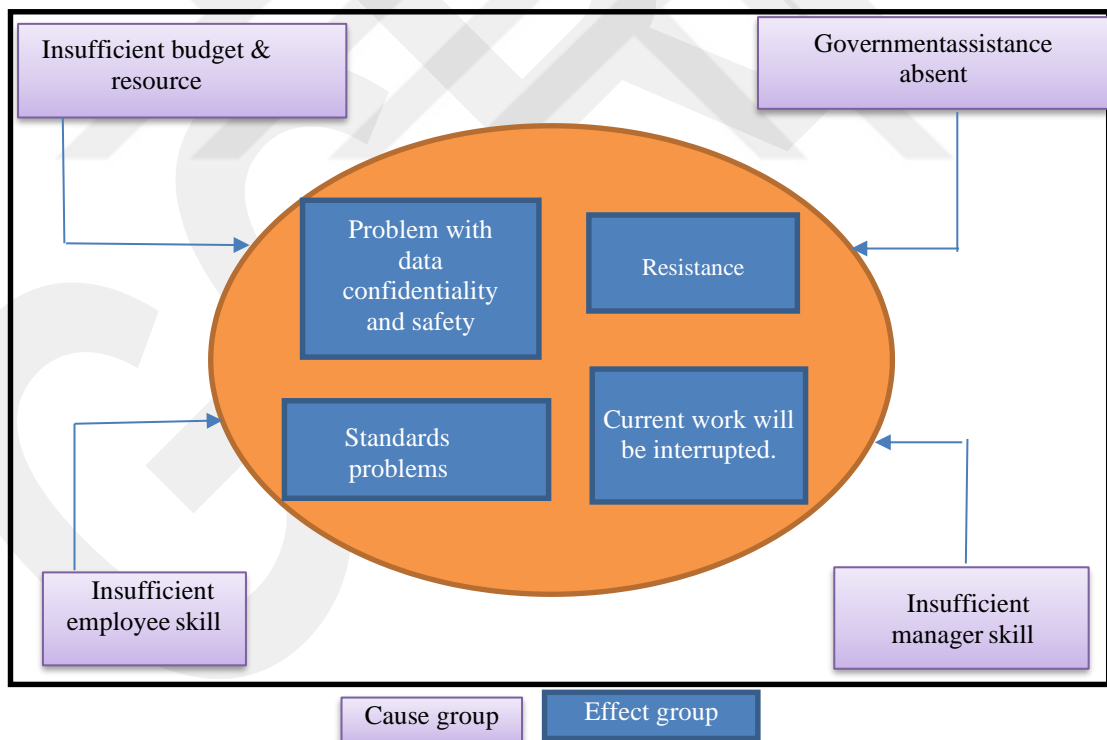 Insufficient budget &
resource
Governmentassistance
absent
Problem with
data
confidentiality
and safety
Resistance
Standards
problems
Current work will
be interrupted.
Insufficient
employee skill
Insufficient
manager skill
Cause group
Effect group